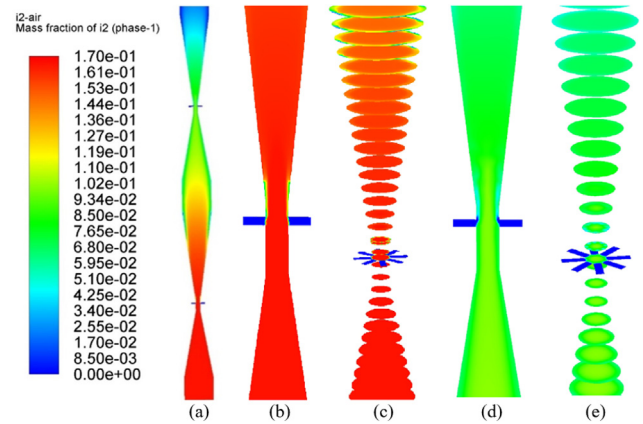 i2-air
Mass fraction of i2 (phase-1)
1.70e-01
1.61e-01
1.53e-01
1.44e-01
1.36e-01
1.27e-01
1.19e-01
1.10e-01
1.02e-01
9.34e-02
8.50e-02
7.65e-02
6.80e-02
5.95e-02
5.10e-02
4.25e-02
3.40e-02
2.55e-02
1.70e-02
8.50e-03
0.00e+00
(a) (b) (c) (d) (e)